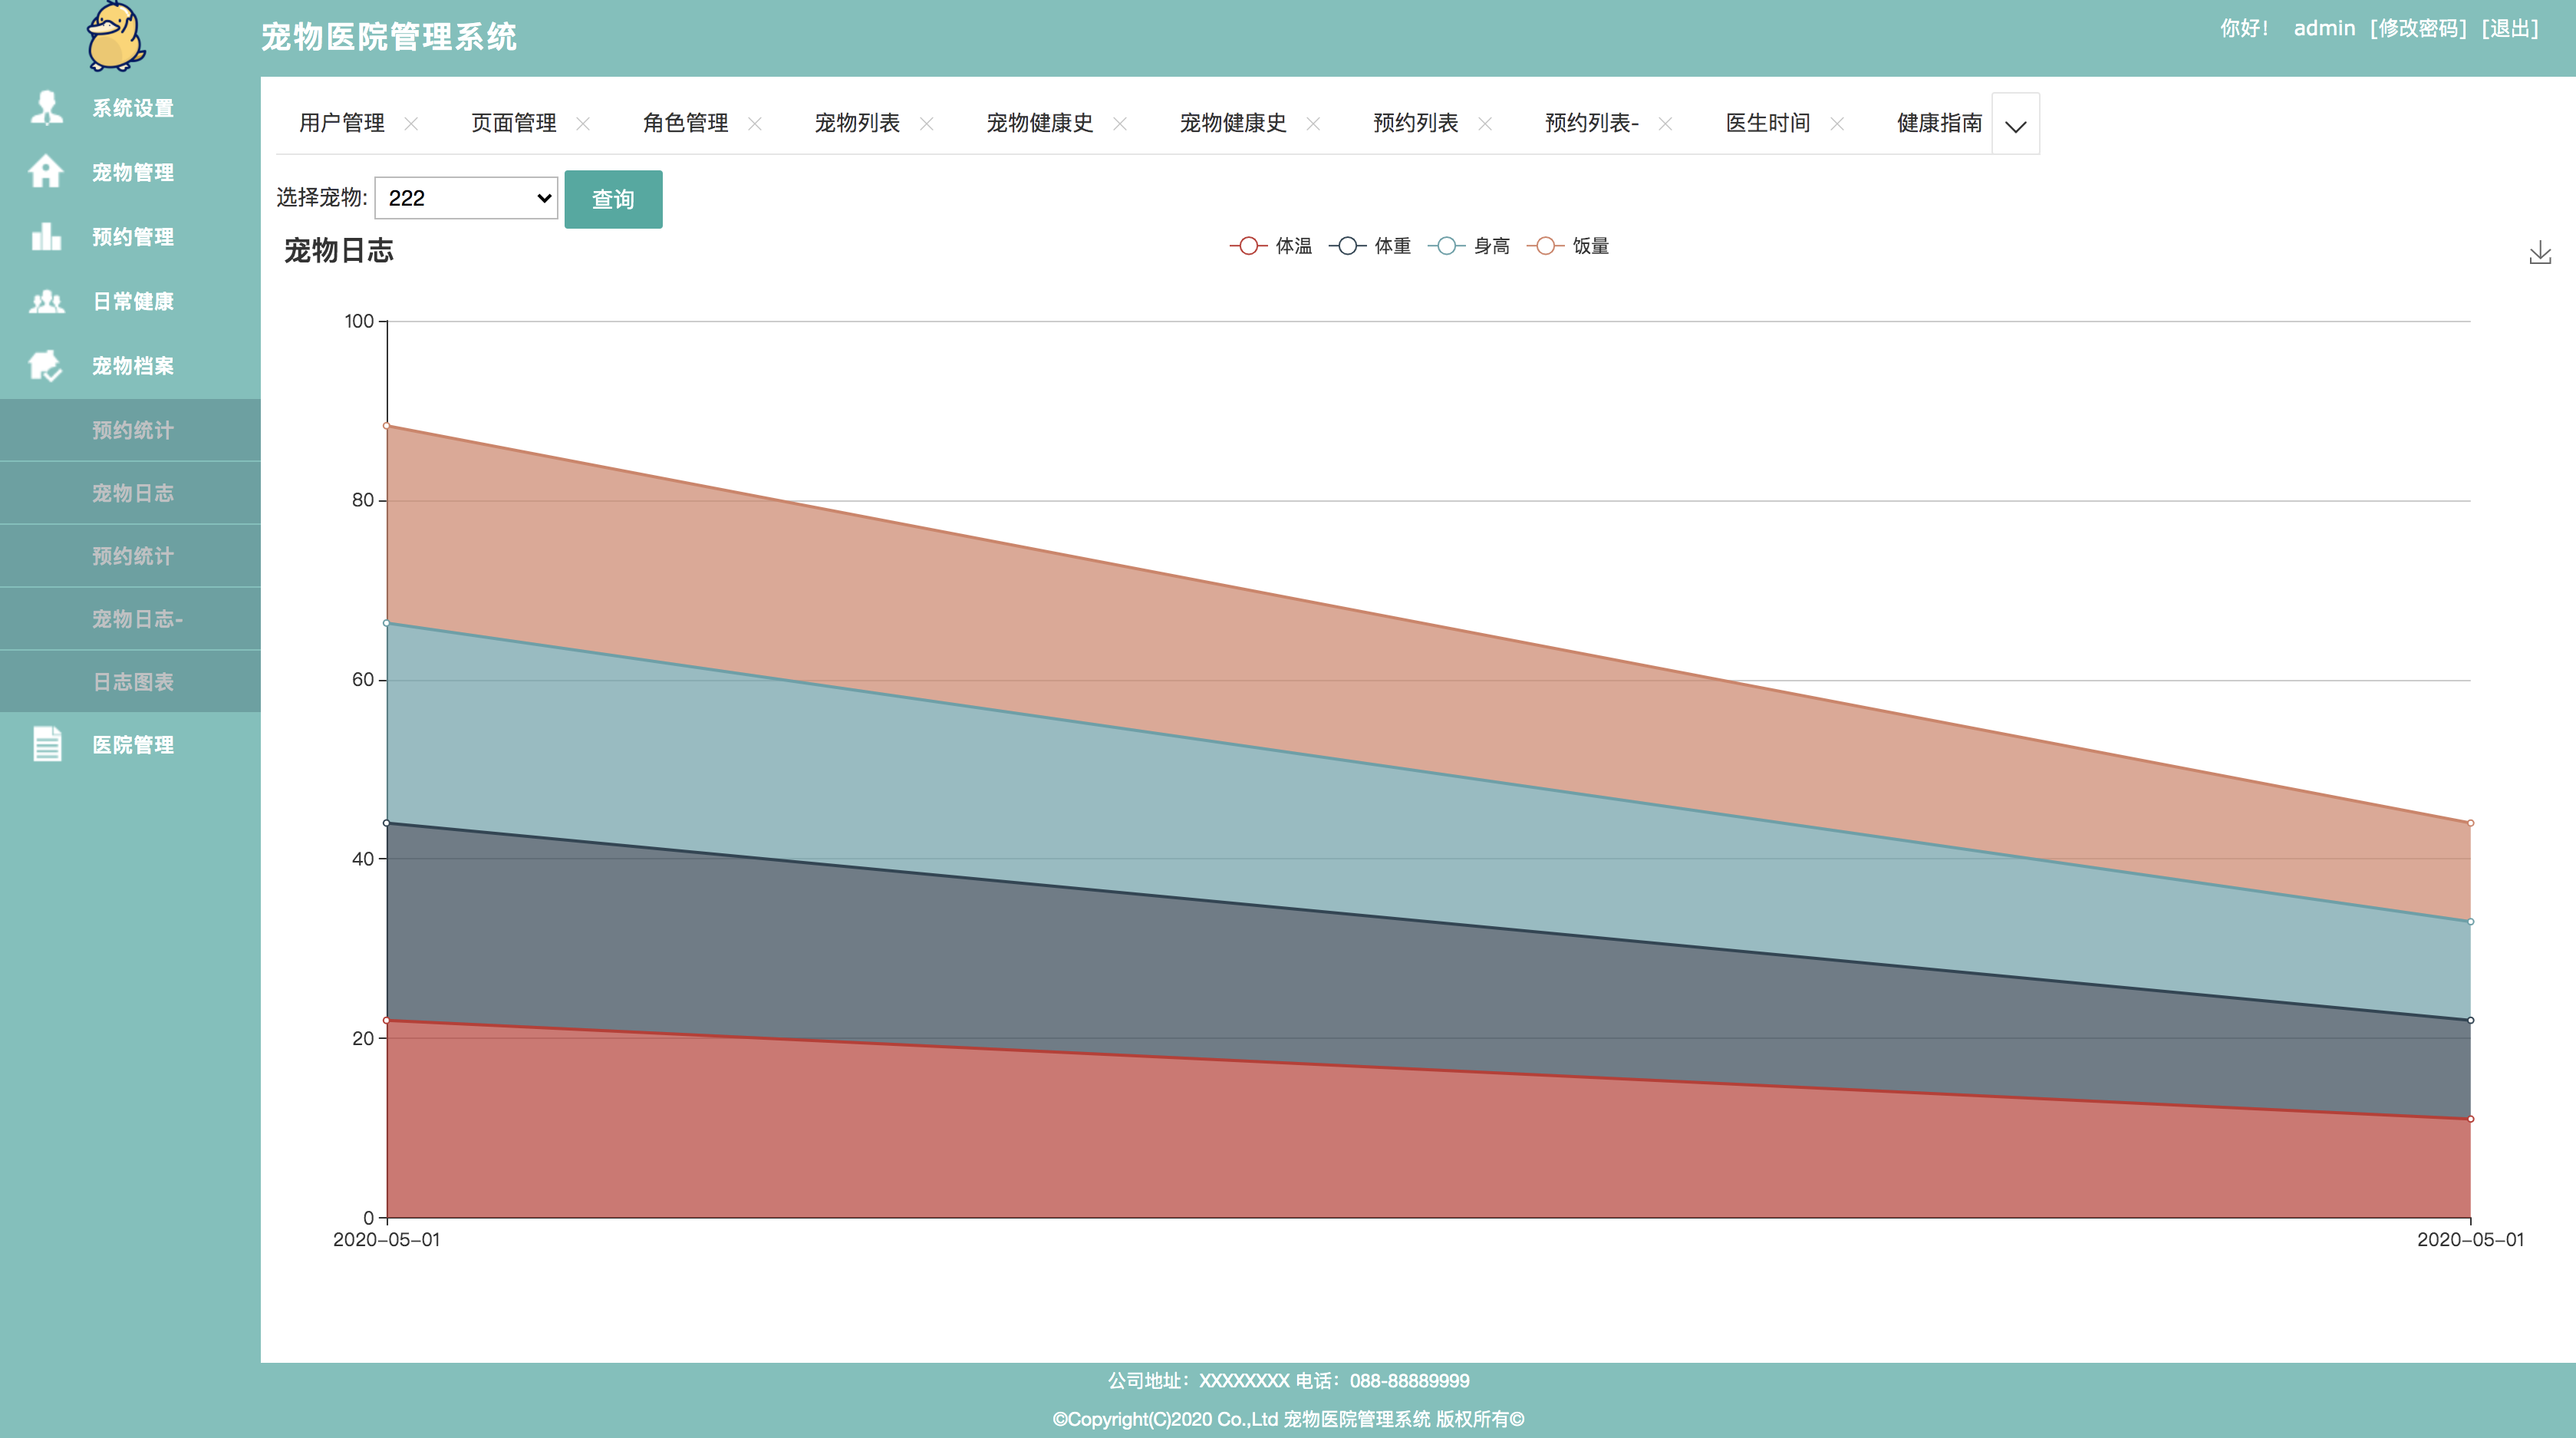 宠物医院管理系统
你好！ admin [修改密码] [退出]
系统设置
宠物管理
预约管理
日常健康
宠物档案
预约统计
宠物日志
预约统计
宠物日志-
日志图表
医院管理
用户管理 页面管理 角色管理 宠物列表 宠物健康史 宠物健康史 预约列表 预约列表- 医生时间 健康指南
选择宠物: 222 查询
宠物日志
体温 体重 身高 饭量
100
80
60
40
20
0
2020-05-01 2020-05-01
公司地址：XXXXXXXX 电话：088-88889999
©Copyright(C)2020 Co.,Ltd 宠物医院管理系统 版权所有©